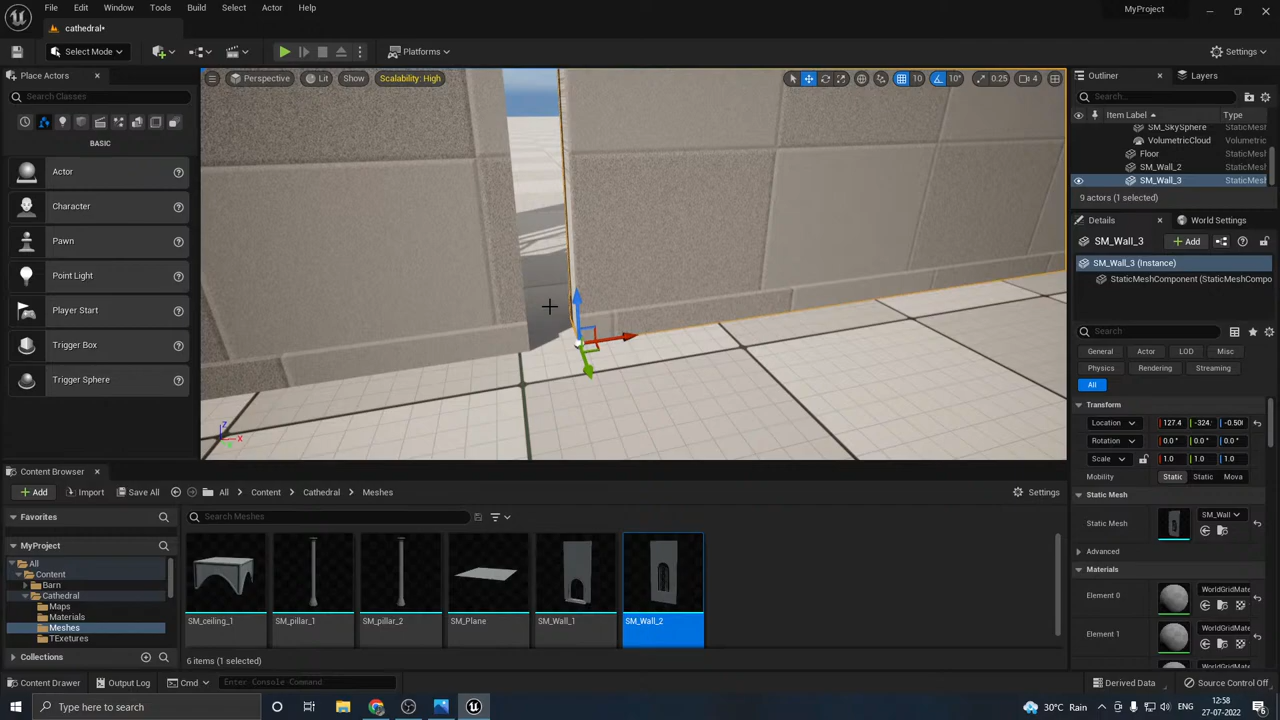 File Edit Window Tools Build Select Actor Help
MyProject
cathedral*
Select Mode
Platforms
Settings
Place Actors
Search Classes
BASIC
Actor
Character
Pawn
Point Light
Player Start
Trigger Box
Trigger Sphere
Perspective Lit Show Scalability: High
10 10° 0.25 4
Outliner Layers
Search...
Item Label Type
SM_SkySphere StaticMesh
VolumetricCloud VolumetricC
Floor StaticMesh
SM_Wall_2 StaticMesh
SM_Wall_3 StaticMesh
9 actors (1 selected)
Details World Settings
SM_Wall_3 Add
SM_Wall_3 (Instance)
StaticMeshComponent (StaticMeshCompo
Search
General Actor LOD Misc
Physics Rendering Streaming
All
Transform
Location 127.4 -324. -0.500
Rotation 0.0 ° 0.0 ° 0.0 °
Scale 1.0 1.0 1.0
Mobility Static Static Mova
Static Mesh
Static Mesh SM_Wall
Advanced
Materials
Element 0 WorldGridMat
Element 1 WorldGridMat
Content Browser
Add Import Save All All Content Cathedral Meshes Settings
Favorites
Search Meshes
MyProject
All
Content
Barn
Cathedral
Maps
Materials
Meshes
TExtures
Collections
SM_ceiling_1 SM_pillar_1 SM_pillar_2 SM_Plane SM_Wall_1 SM_Wall_2
6 items (1 selected)
Content Drawer Output Log Cmd Enter Console Command Derived Data Source Control Off
Type here to search
30°C Rain
12:58
27-07-2022
6
Z
X